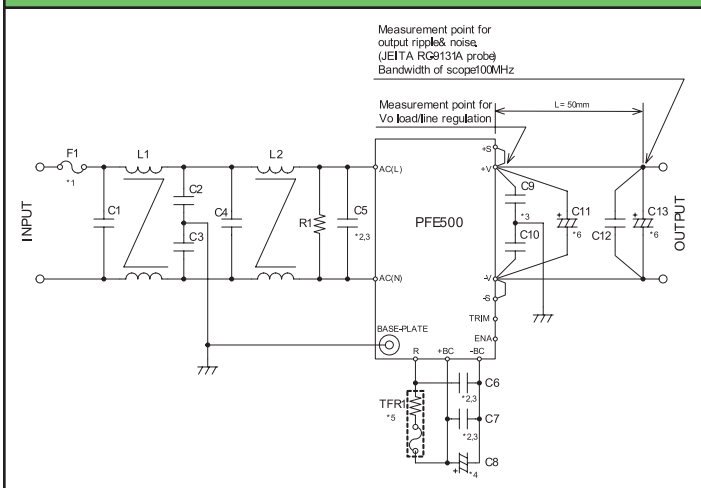 Measurement point for
output ripple& noise.
(JEITA RC-9131A probe)
Bandwidth of scope100MHz
Measurement point for
Vo load/line regulation
L= 50mm
F1
*1
L1
L2
C1
C2
C3
C4
R1
C5
*2,3
INPUT
AC(L)
AC(N)
PFE500
BASE-PLATE
R
+BC
-BC
+S
+V
-V
-S
TRIM
ENA
C9
*3
C10
C11
*6
C12
C13
*6
OUTPUT
+
+
TFR1
*5
C6
*2,3
C7
*2,3
C8
+
*4